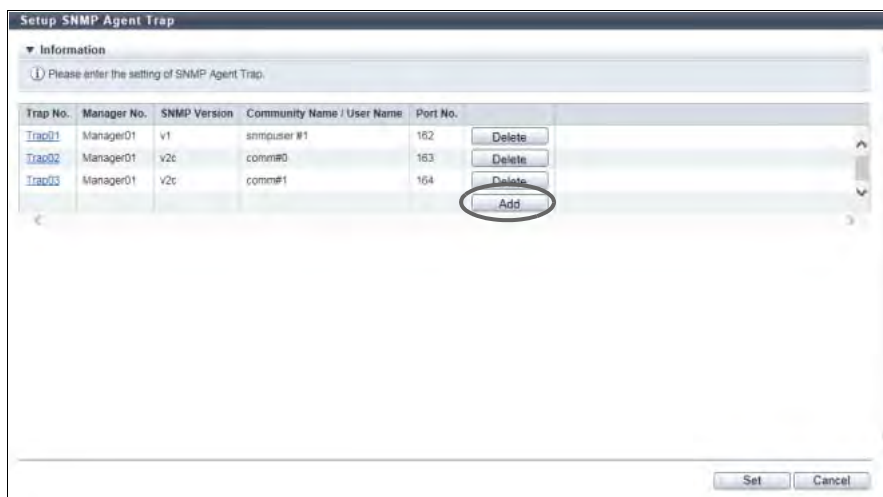 Setup SNMP Agent Trap
▼ Information
Please enter the setting of SNMP Agent Trap.
Trap No. Manager No. SNMP Version Community Name / User Name Port No.
Trap01 Manager01 v1 snmpuser #1 162 Delete
Trap02 Manager01 v2c comm#0 163 Delete
Trap03 Manager01 v2c comm#1 164 Delete
Add
Set Cancel